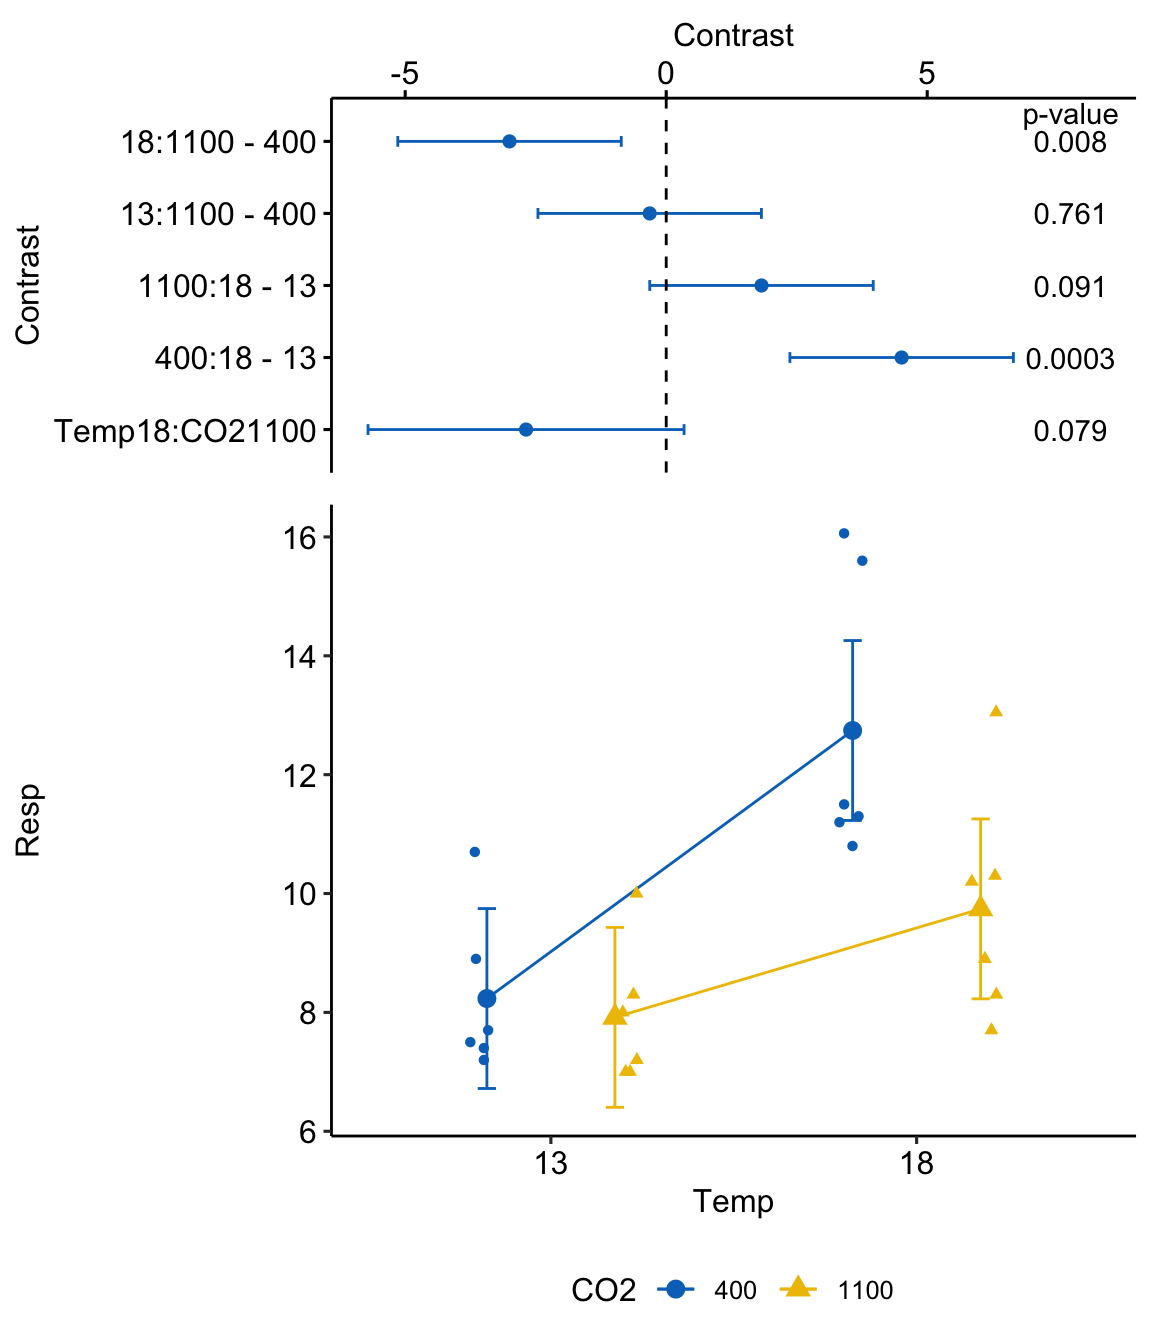 Contrast
-5 0 5
p-value
18:1100 - 400 0.008
13:1100 - 400 0.761
1100:18 - 13 0.091
400:18 - 13 0.0003
Temp18:CO21100 0.079
Contrast
16
14
12
10
8
6
Resp
13 18
Temp
CO2 400 1100